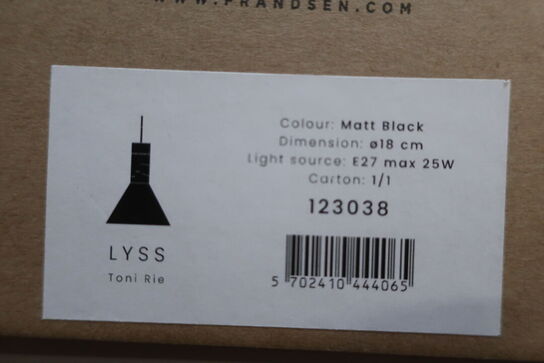 WWW.FRANDSEN.COM
Colour: Matt Black
Dimension: ø18 cm
Light source: E27 max 25W
Carton: 1/1
123038
LYSS
Toni Rie
5 702410 444065